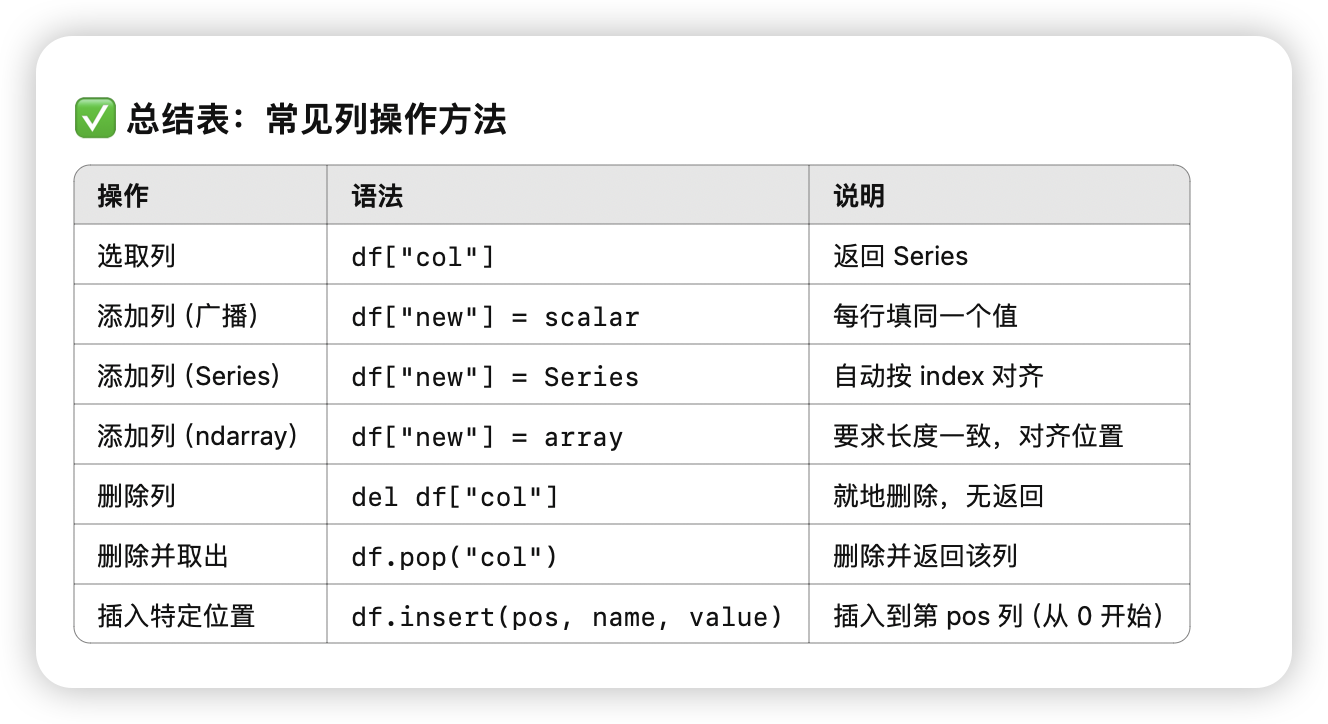 ✅ 总结表：常见列操作方法
操作 语法 说明
选取列 df["col"] 返回 Series
添加列 (广播) df["new"] = scalar 每行填同一个值
添加列 (Series) df["new"] = Series 自动按 index 对齐
添加列 (ndarray) df["new"] = array 要求长度一致，对齐位置
删除列 del df["col"] 就地删除，无返回
删除并取出 df.pop("col") 删除并返回该列
插入特定位置 df.insert(pos, name, value) 插入到第 pos 列 (从 0 开始)